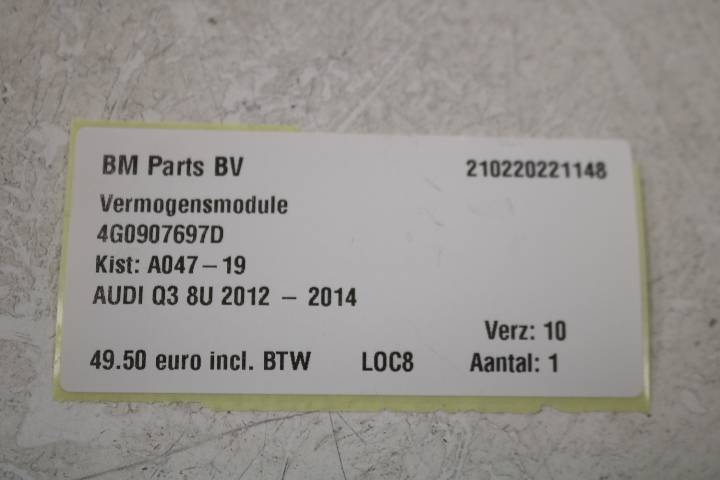 BM Parts BV 210220221148
Vermogensmodule
4G0907697D
Kist: A047-19
AUDI Q3 8U 2012 - 2014
Verz: 10
49.50 euro incl. BTW LOC8 Aantal: 1